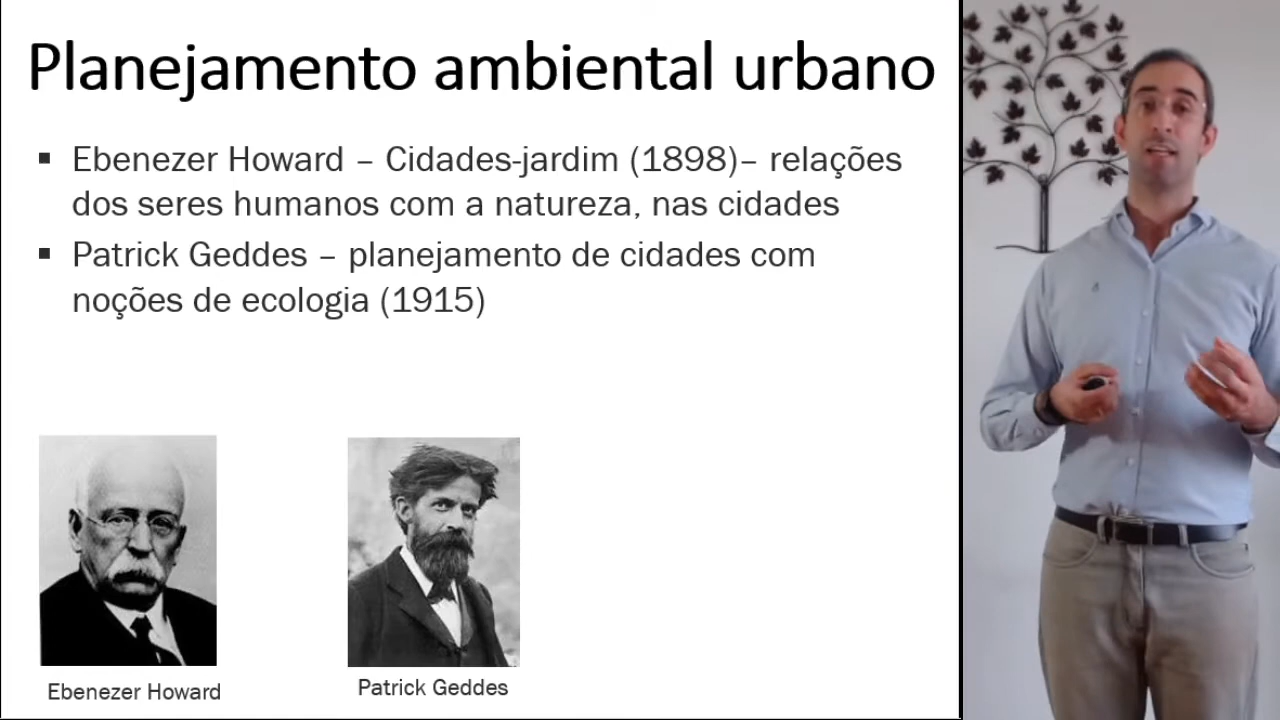 Planejamento ambiental urbano
▪ Ebenezer Howard – Cidades-jardim (1898)– relações
dos seres humanos com a natureza, nas cidades
▪ Patrick Geddes – planejamento de cidades com
noções de ecologia (1915)
Ebenezer Howard
Patrick Geddes